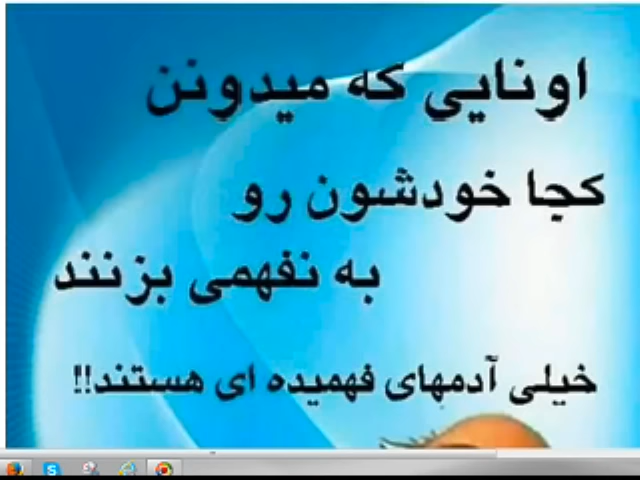 اونایی که میدونن
کجا خودشون رو
به نفهمی بزنند
خیلی آدمهای فهمیده ای هستند!!